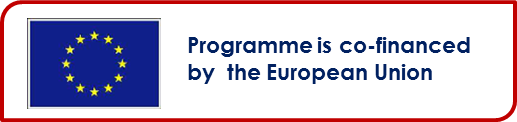 Programme is co-financed
by the European Union